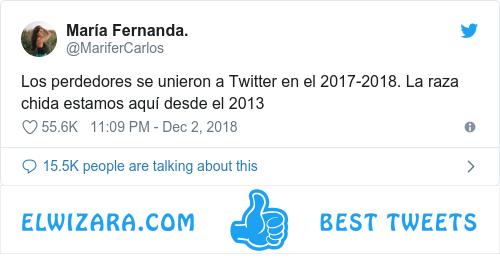 María Fernanda.
@MariferCarlos
Los perdedores se unieron a Twitter en el 2017-2018. La raza
chida estamos aquí desde el 2013
55.6K 11:09 PM - Dec 2, 2018
15.5K people are talking about this
ELWIZARA.COM BEST TWEETS